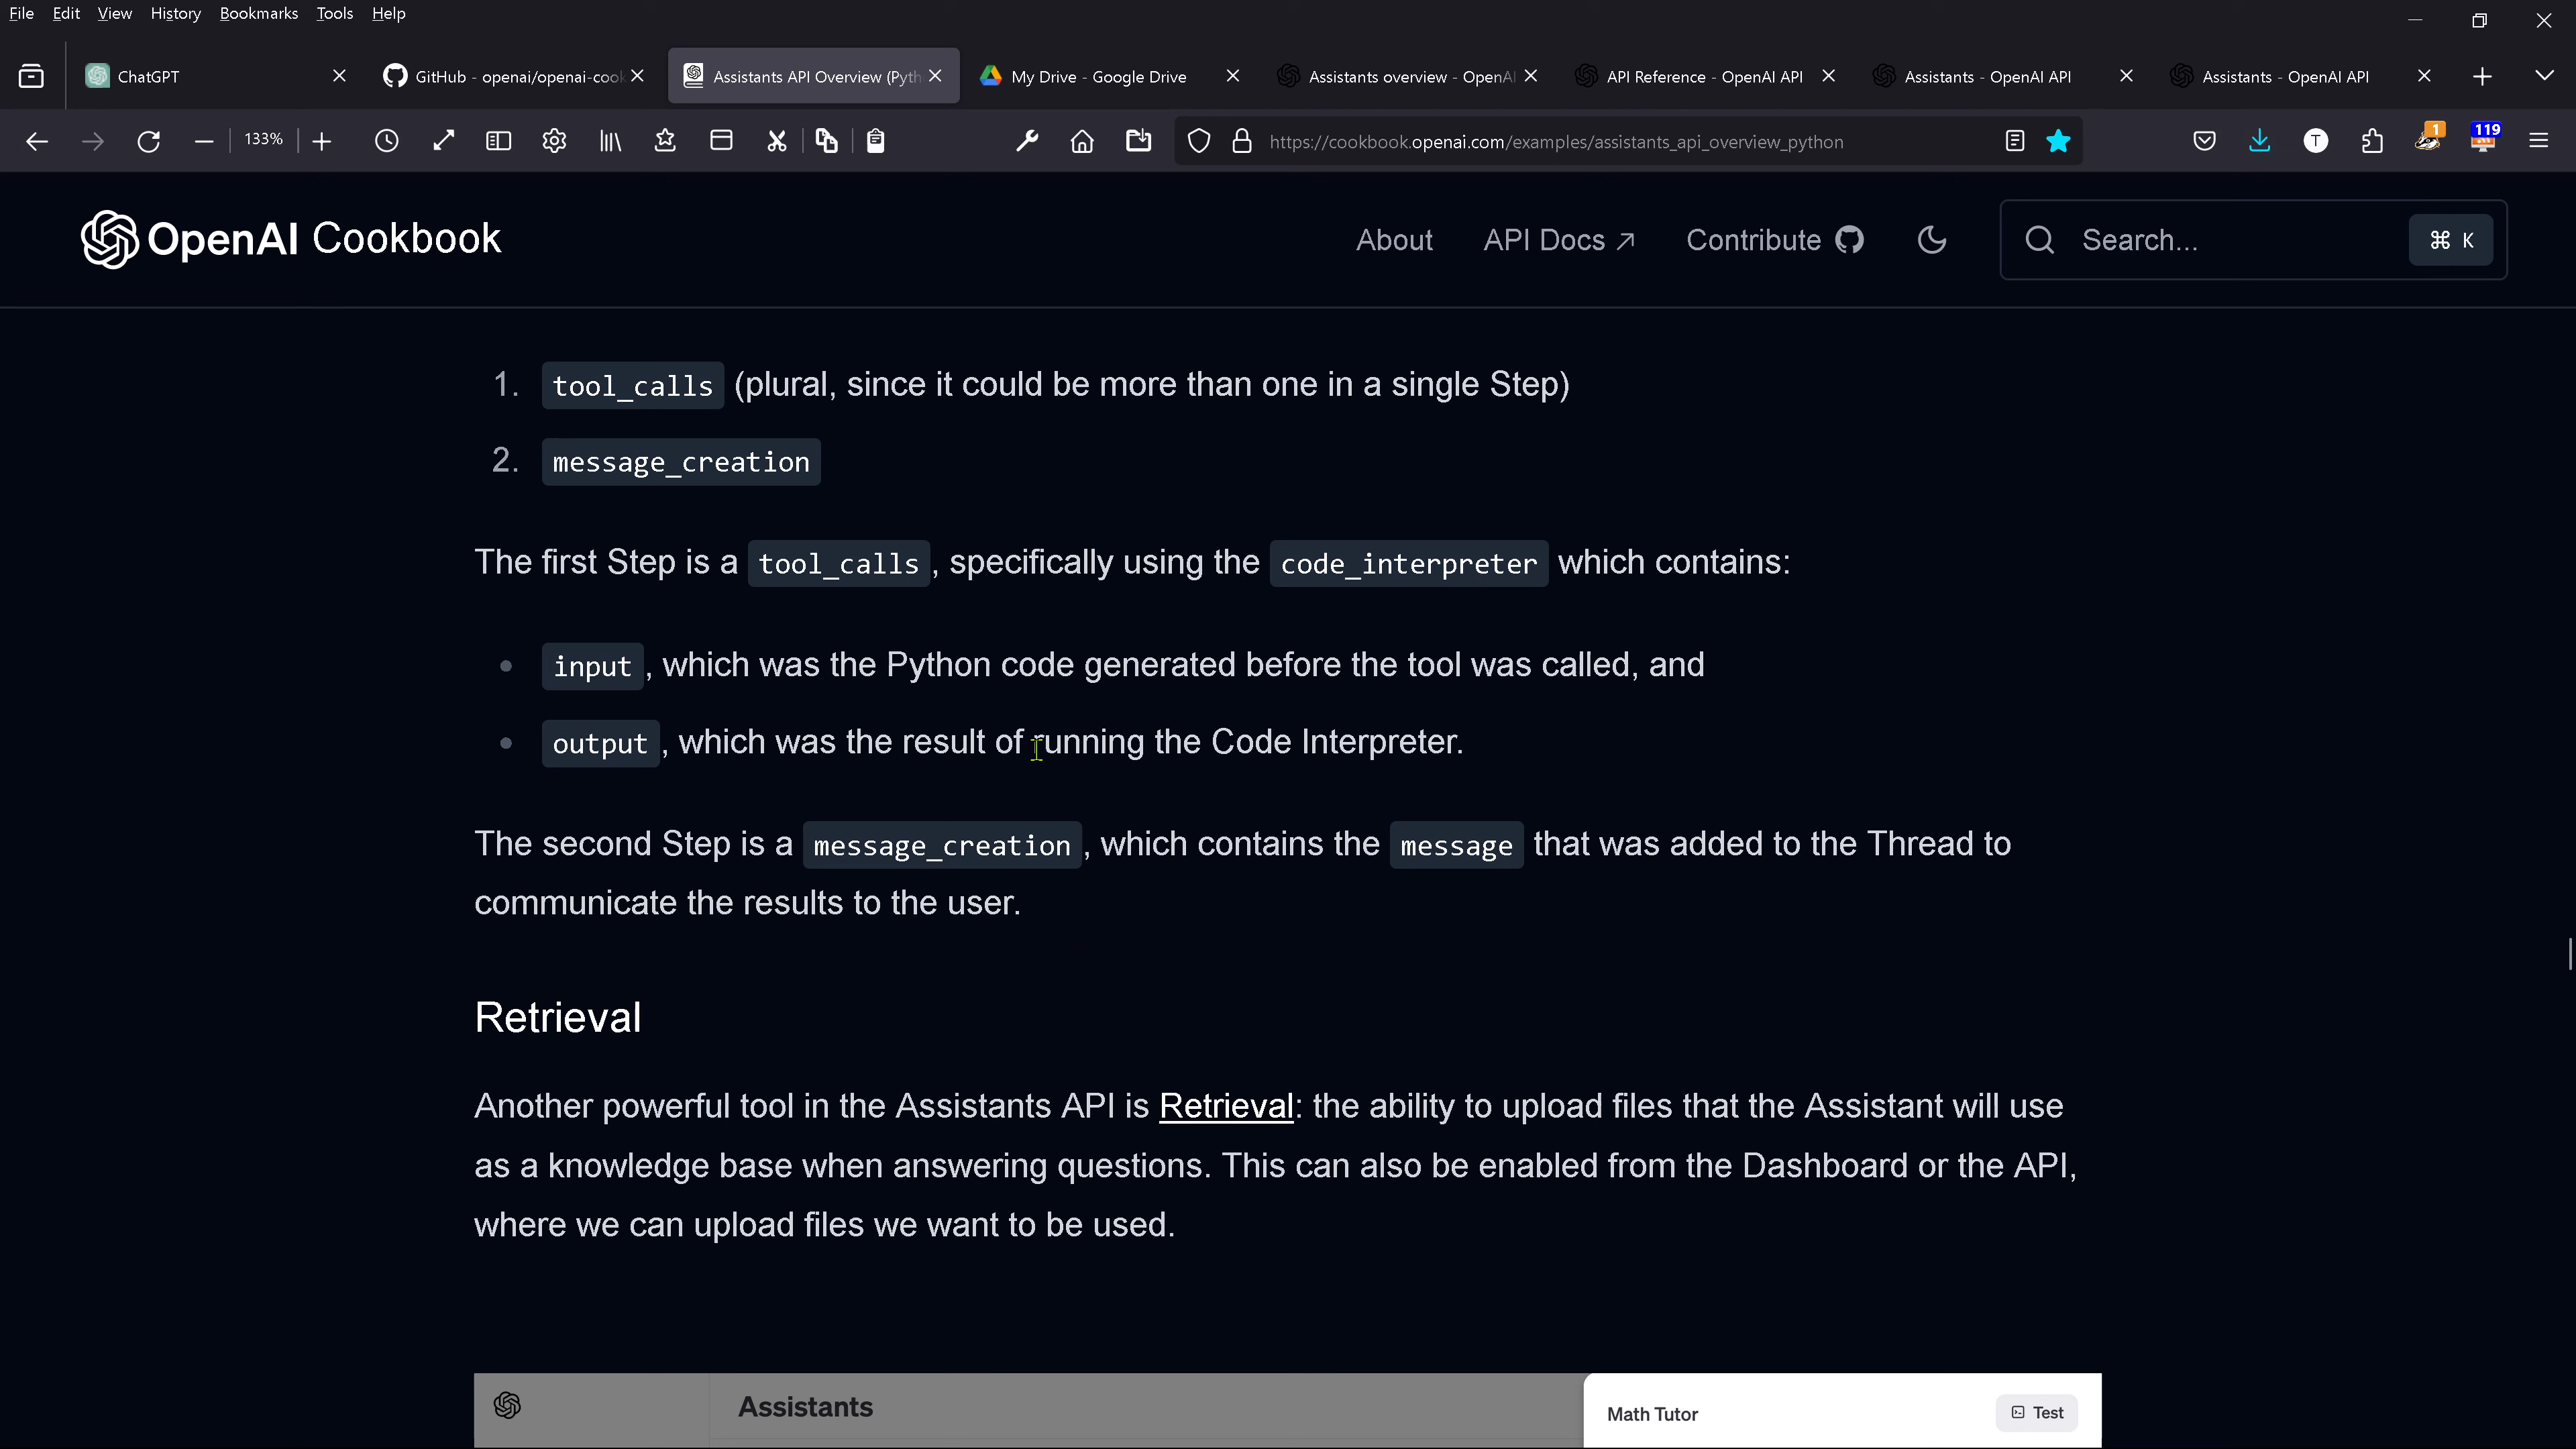 File Edit View History Bookmarks Tools Help
ChatGPT
GitHub - openai/openai-cook
Assistants API Overview (Pyth
My Drive - Google Drive
Assistants overview - OpenAI
API Reference - OpenAI API
Assistants - OpenAI API
Assistants - OpenAI API
133%
https://cookbook.openai.com/examples/assistants_api_overview_python
T
1
119
OpenAI Cookbook
About API Docs ↗ Contribute
Search... ⌘ K
1. tool_calls (plural, since it could be more than one in a single Step)
2. message_creation
The first Step is a tool_calls, specifically using the code_interpreter which contains:
• input, which was the Python code generated before the tool was called, and
• output, which was the result of running the Code Interpreter.
The second Step is a message_creation, which contains the message that was added to the Thread to
communicate the results to the user.
Retrieval
Another powerful tool in the Assistants API is Retrieval: the ability to upload files that the Assistant will use
as a knowledge base when answering questions. This can also be enabled from the Dashboard or the API,
where we can upload files we want to be used.
Assistants
Math Tutor
Test